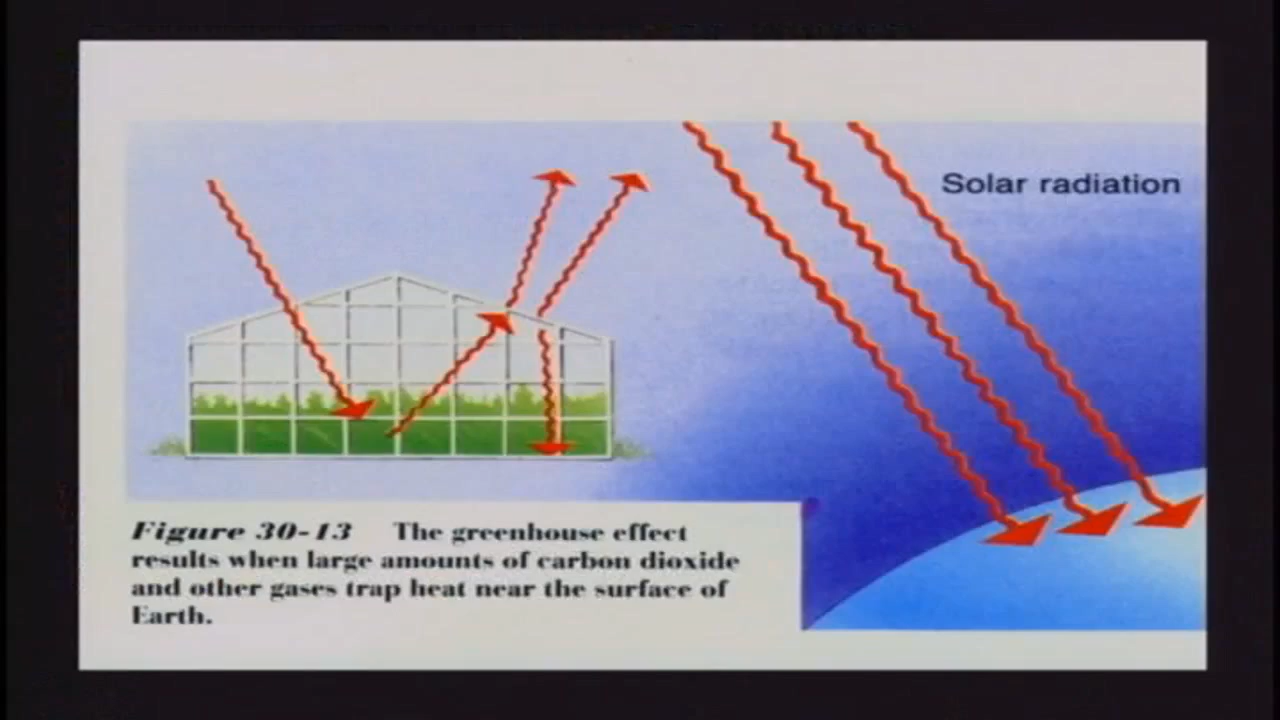 Solar radiation
Figure 30-13 The greenhouse effect
results when large amounts of carbon dioxide
and other gases trap heat near the surface of
Earth.